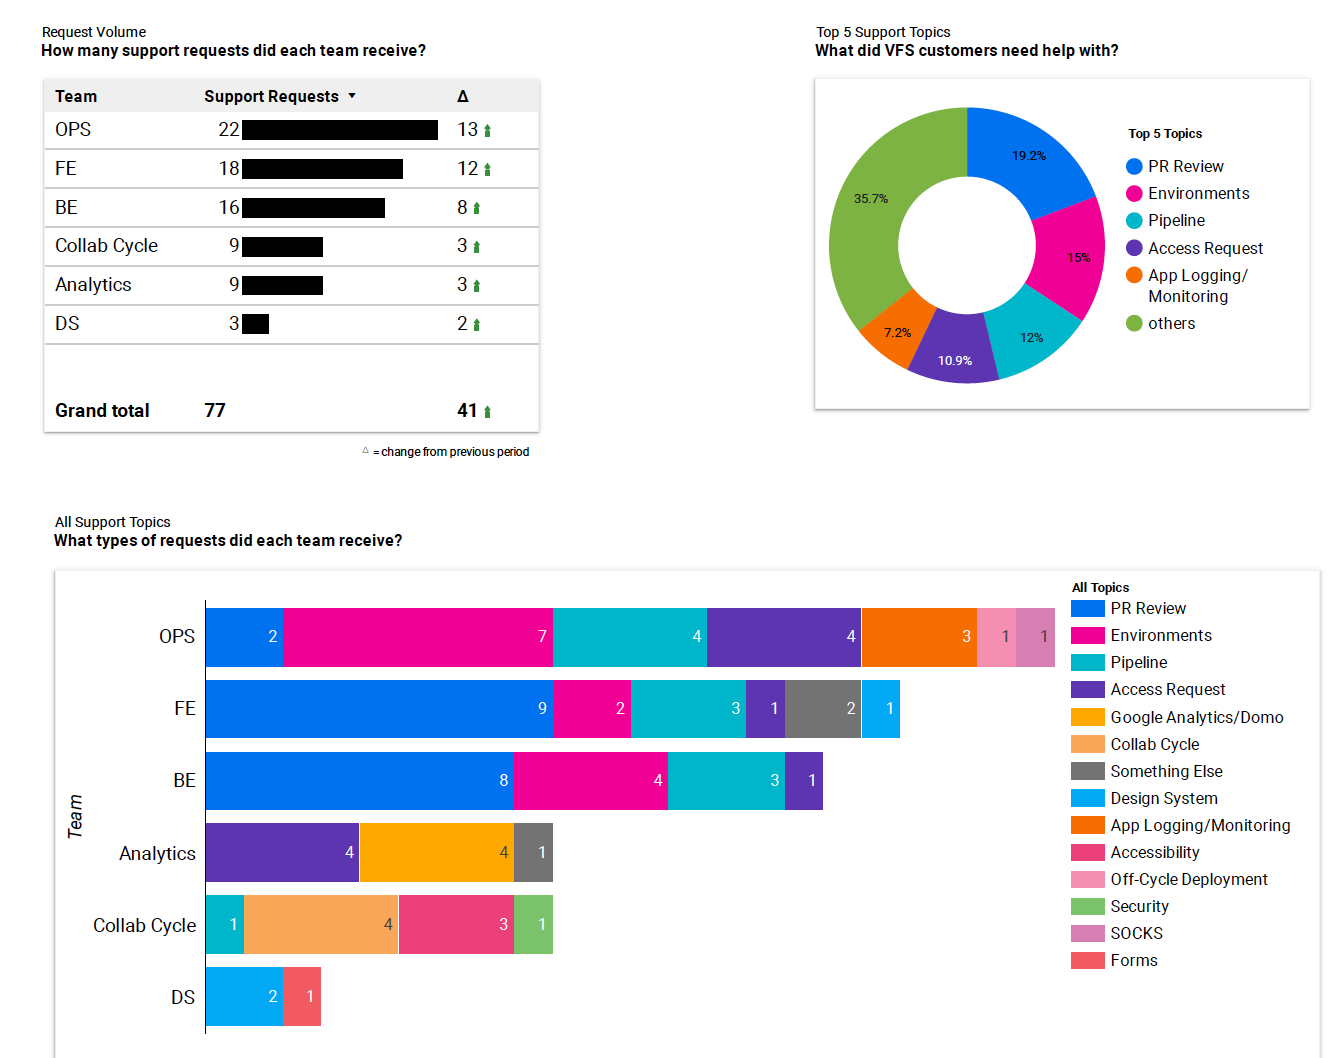 Request Volume
How many support requests did each team receive?
Team Support Requests Δ
OPS 22 13
FE 18 12
BE 16 8
Collab Cycle 9 3
Analytics 9 3
DS 3 2
Grand total 77 41
△ = change from previous period
Top 5 Support Topics
What did VFS customers need help with?
19.2%
15%
12%
10.9%
7.2%
35.7%
Top 5 Topics
PR Review
Environments
Pipeline
Access Request
App Logging/
Monitoring
others
All Support Topics
What types of requests did each team receive?
Team
OPS 2 7 4 4 3 1 1
FE 9 2 3 1 2 1
BE 8 4 3 1
Analytics 4 4 1
Collab Cycle 1 4 3 1
DS 2 1
All Topics
PR Review
Environments
Pipeline
Access Request
Google Analytics/Domo
Collab Cycle
Something Else
Design System
App Logging/Monitoring
Accessibility
Off-Cycle Deployment
Security
SOCKS
Forms